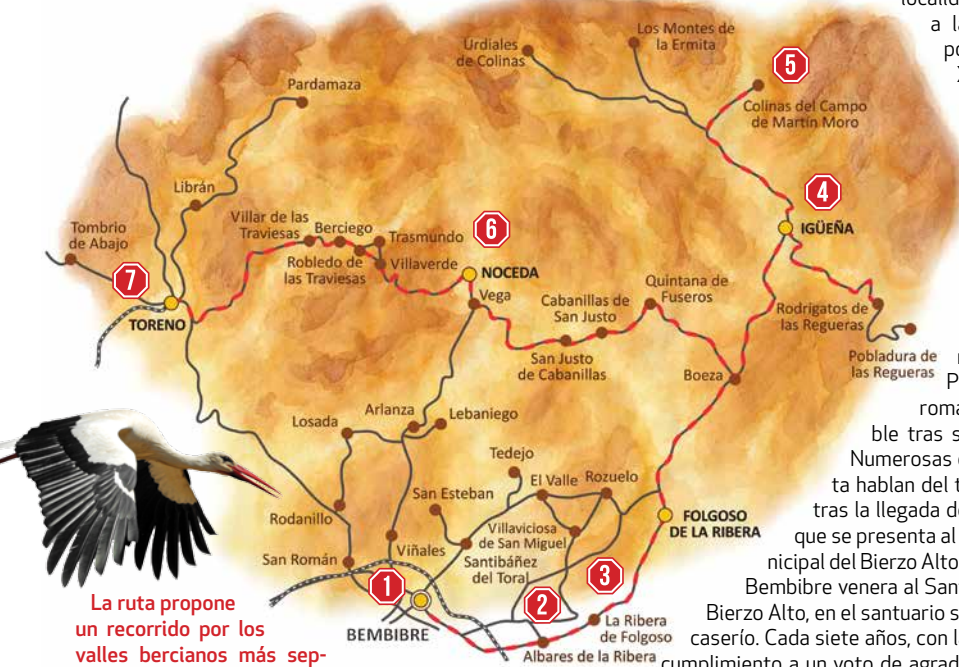 Urdiales
de Colinas
Los Montes de
la Ermita
5
Colinas del Campo
de Martín Moro
Pardamaza
Librán
4
IGÜEÑA
Tombrio
de Abajo
7
TORENO
Villar de las
Traviesas
Berciego
Trasmundo
6
Robledo de
las Traviesas
Villaverde
NOCEDA
Vega
Cabanillas de
San Justo
Quintana de
Fuseros
San Justo
de Cabanillas
Rodrigatos de
las Regueras
Pobladura de
las Regueras
Boeza
Losada
Arlanza
Lebaniego
Tedejo
El Valle
Rozuelo
San Esteban
Rodanillo
Villaviciosa
de San Miguel
FOLGOSO
DE LA RIBERA
San Román
Viñales
Santibáñez
del Toral
1
BEMBIBRE
2
3
La Ribera
de Folgoso
Albares de la Ribera
La ruta propone
un recorrido por los
valles bercianos más sep-
a la
roma
ble tras s
Numerosas
ta hablan del t
tras la llegada de
que se presenta al
nicipal del Bierzo Alto
Bembibre venera al San
Bierzo Alto, en el santuario s
caserío. Cada siete años, con l
cumplimiento a un voto de agrad